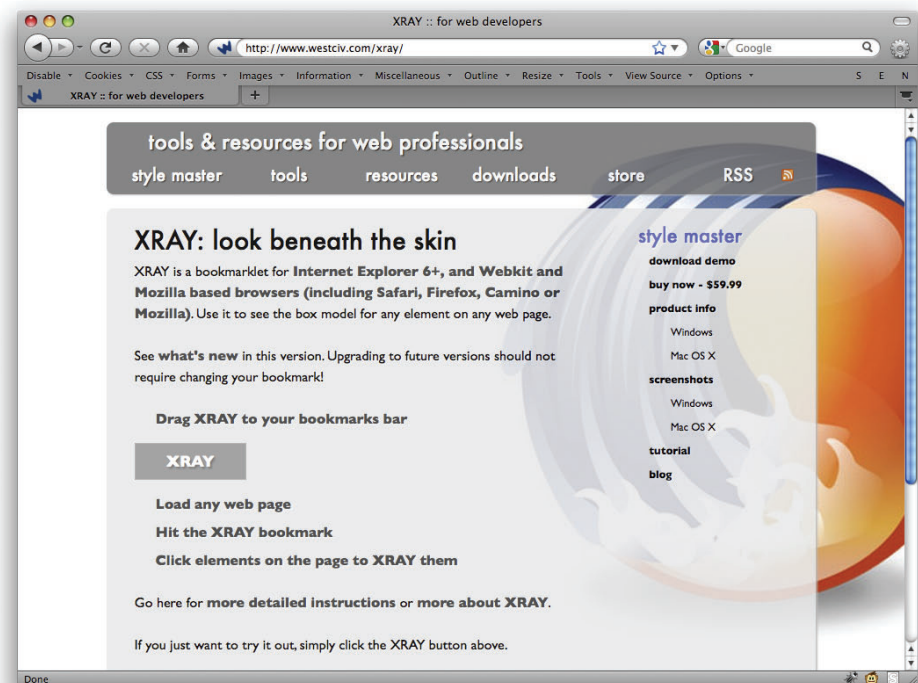 XRAY :: for web developers
http://www.westciv.com/xray/
Google
Disable Cookies CSS Forms Images Information Miscellaneous Outline Resize Tools View Source Options S E N
XRAY :: for web developers +
tools & resources for web professionals
style master tools resources downloads store RSS
XRAY: look beneath the skin
XRAY is a bookmarklet for Internet Explorer 6+, and Webkit and
Mozilla based browsers (including Safari, Firefox, Camino or
Mozilla). Use it to see the box model for any element on any web page.
See what's new in this version. Upgrading to future versions should not
require changing your bookmark!
Drag XRAY to your bookmarks bar
XRAY
Load any web page
Hit the XRAY bookmark
Click elements on the page to XRAY them
Go here for more detailed instructions or more about XRAY.
If you just want to try it out, simply click the XRAY button above.
style master
download demo
buy now - $59.99
product info
Windows
Mac OS X
screenshots
Windows
Mac OS X
tutorial
blog
Done